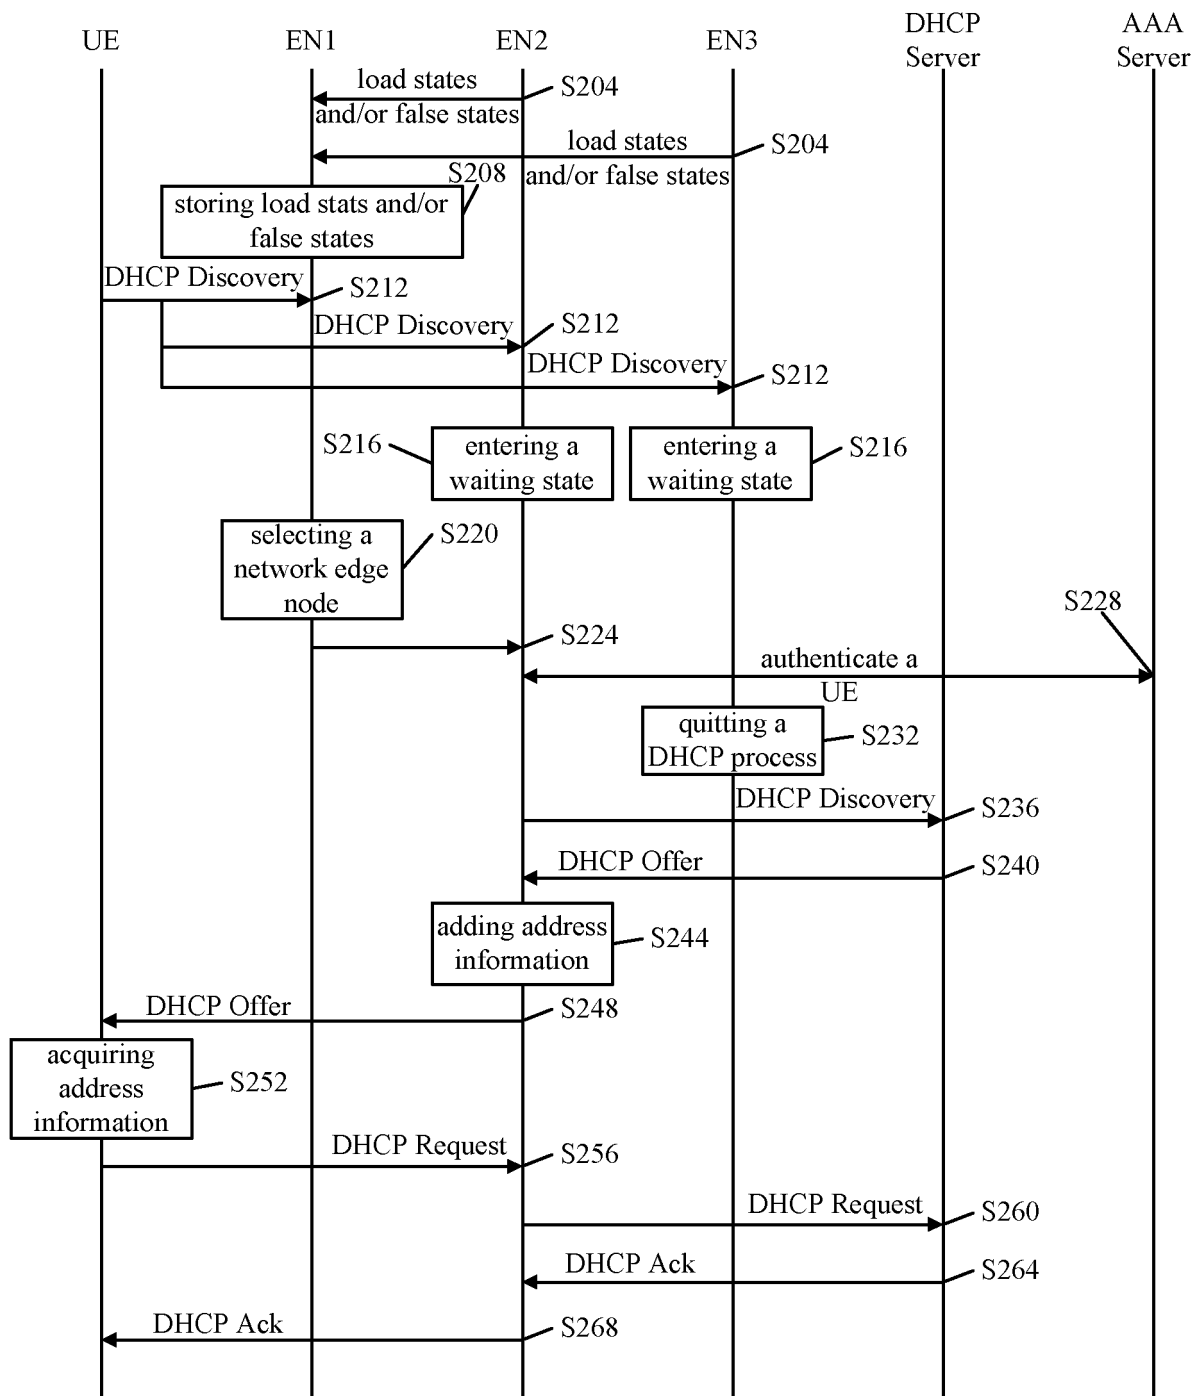 UE
EN1
EN2
EN3
DHCP
Server
AAA
Server
load states
and/or false states
S204
load states
and/or false states
S204
S208
storing load stats and/or
false states
DHCP Discovery
S212
DHCP Discovery
S212
DHCP Discovery
S212
S216
entering a
waiting state
entering a
waiting state
S216
selecting a
network edge
node
S220
S224
S228
authenticate a
UE
quitting a
DHCP process
S232
DHCP Discovery
S236
DHCP Offer
S240
adding address
information
S244
DHCP Offer
S248
acquiring
address
information
S252
DHCP Request
S256
DHCP Request
S260
DHCP Ack
S264
DHCP Ack
S268